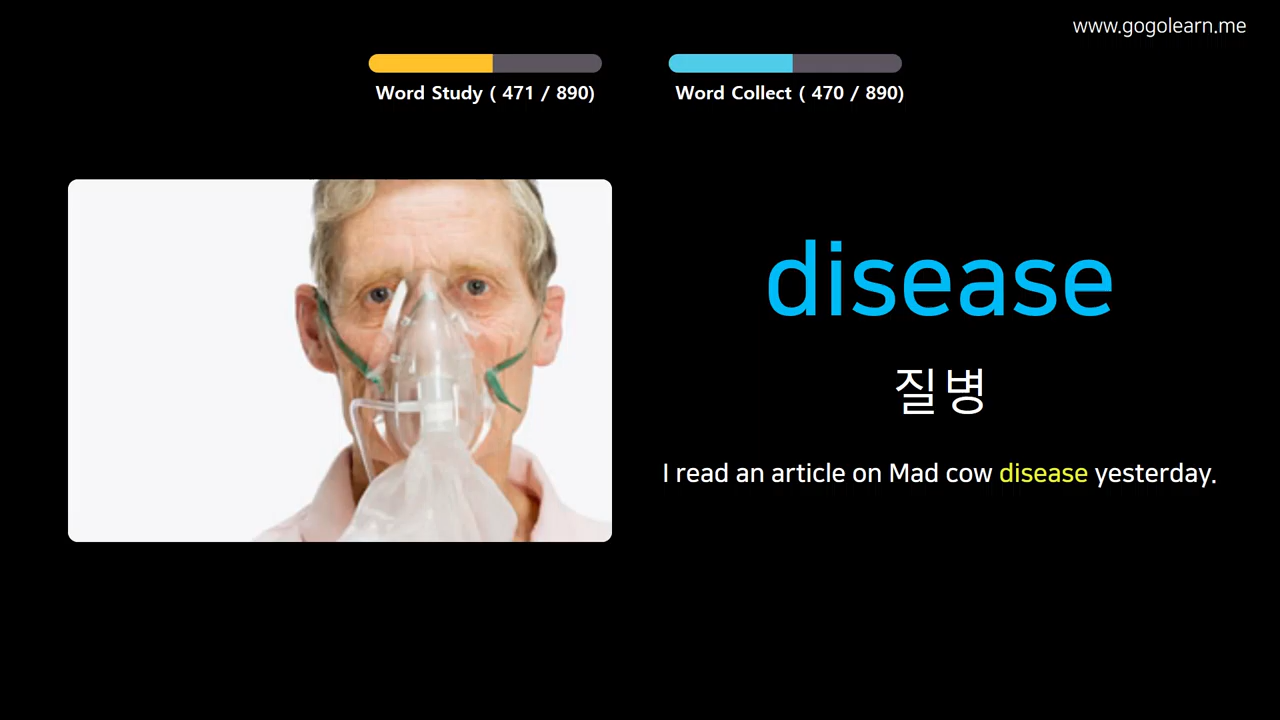 www.gogolearn.me
Word Study ( 471 / 890)
Word Collect ( 470 / 890)
disease
질병
I read an article on Mad cow disease yesterday.